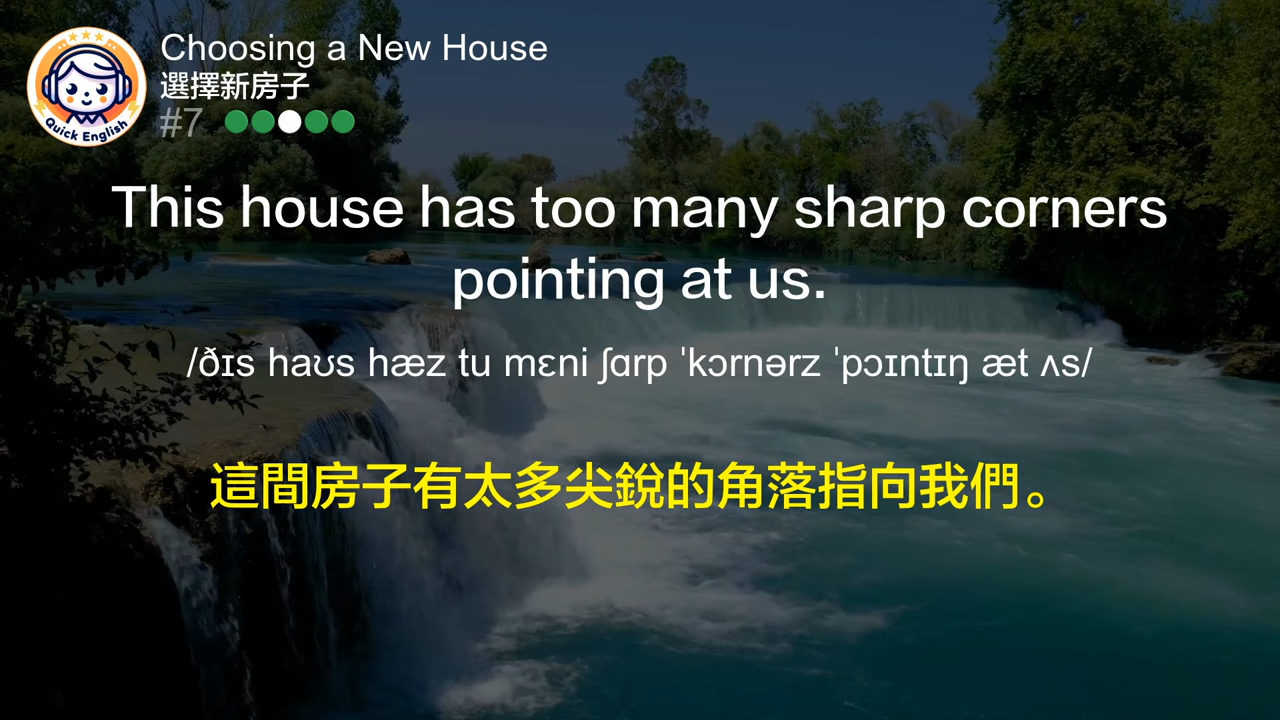 Quick English
Choosing a New House
選擇新房子
#7
This house has too many sharp corners
pointing at us.
/ðɪs haʊs hæz tu mɛni ʃɑrp ˈkɔrnərz ˈpɔɪntɪŋ æt ʌs/
這間房子有太多尖銳的角落指向我們。